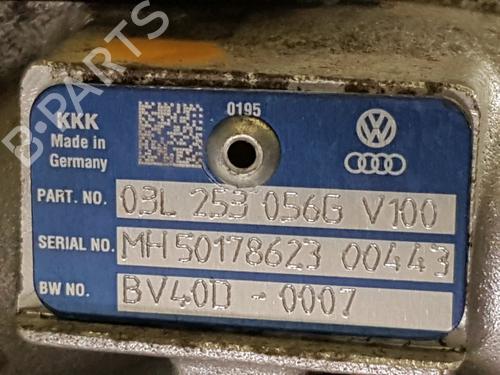 B-PARTS
KKK
Made in
Germany
0195
PART. NO. 03L 253 056G V100
SERIAL NO. MH 50178623 00443
BW NO. BV40D - 0007